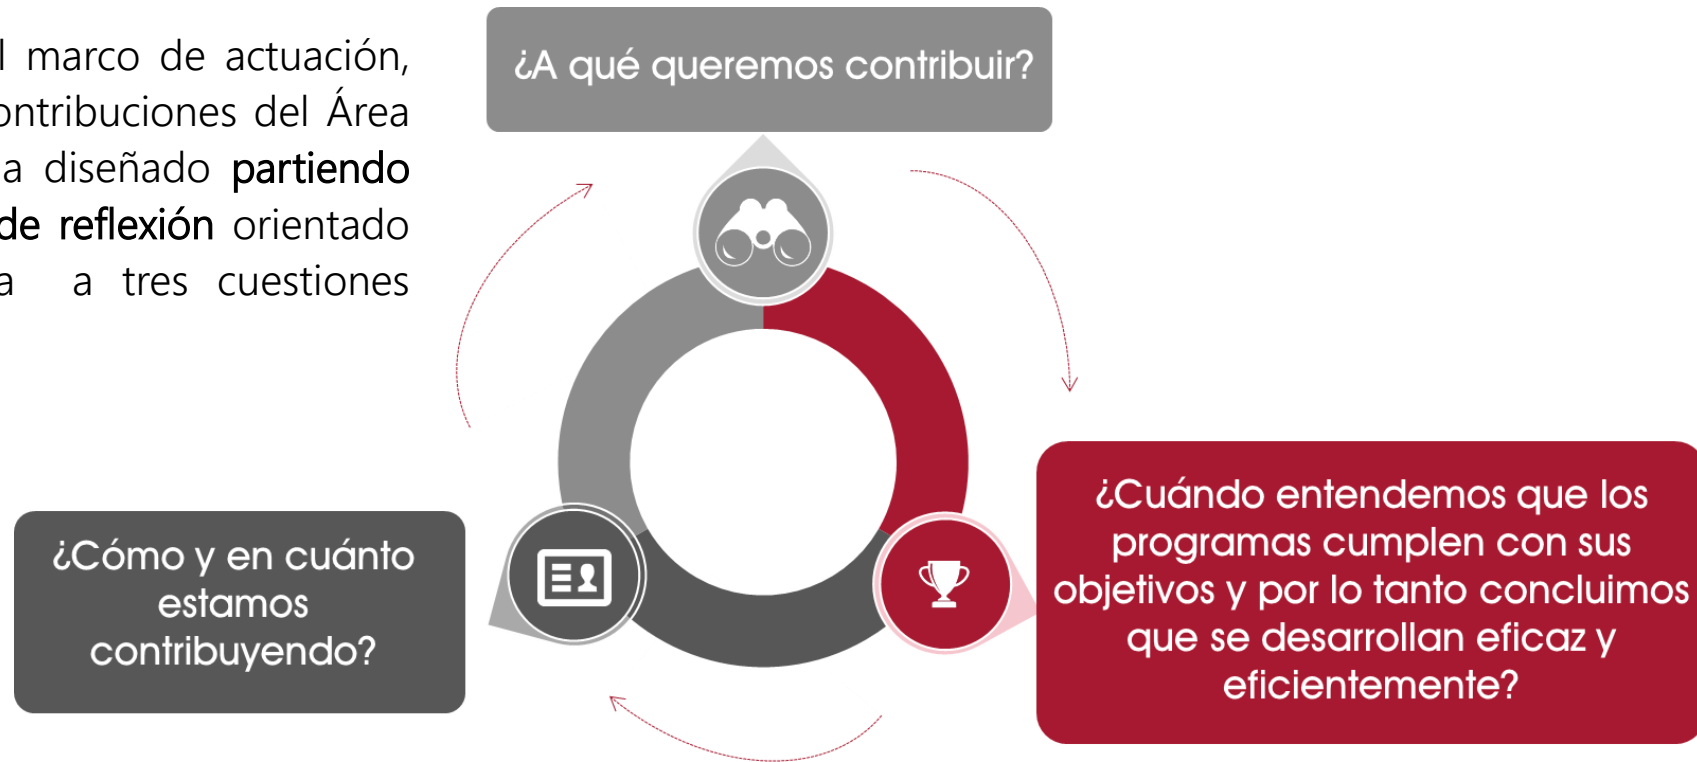 marco de actuación,
contribuciones del Área
a diseñado partiendo
de reflexión orientado
a tres cuestiones
¿A qué queremos contribuir?
¿Cuándo entendemos que los
programas cumplen con sus
objetivos y por lo tanto concluimos
que se desarrollan eficaz y
eficientemente?
¿Cómo y en cuánto
estamos
contribuyendo?